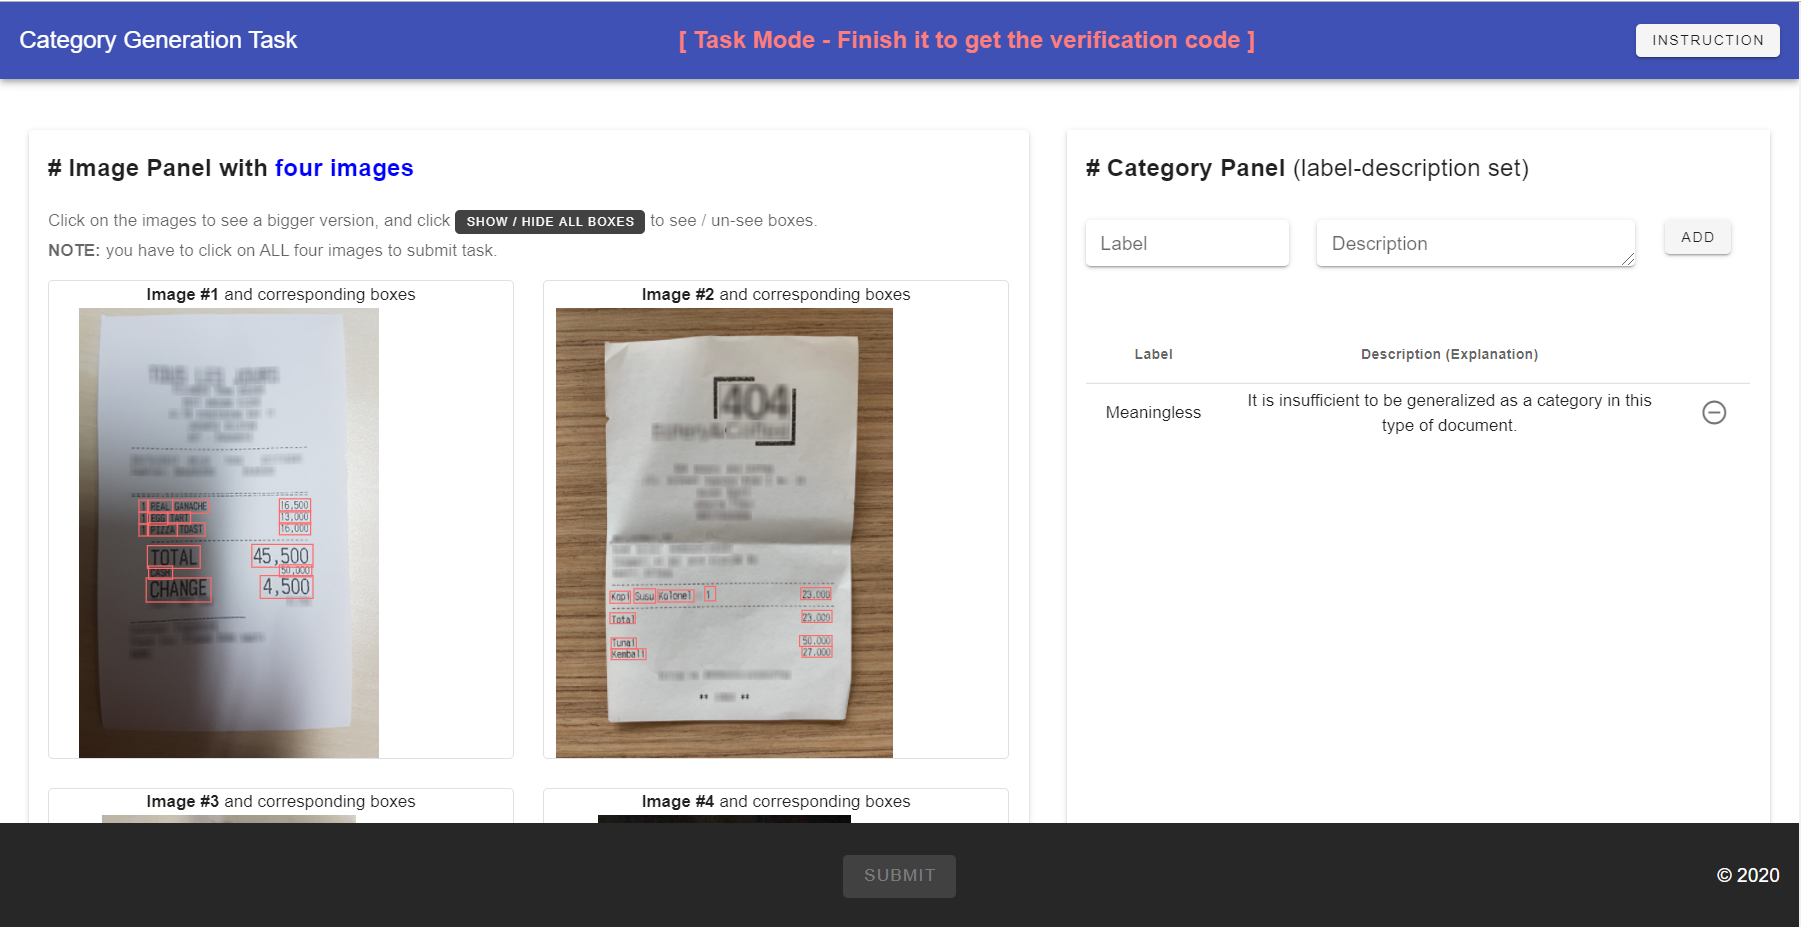 Category Generation Task
[ Task Mode - Finish it to get the verification code ]
INSTRUCTION
# Image Panel with four images
Click on the images to see a bigger version, and click SHOW / HIDE ALL BOXES to see / un-see boxes.
NOTE: you have to click on ALL four images to submit task.
Image #1 and corresponding boxes
1 REAL GANACHE 16,500
1 EGG TART 13,000
1 PIZZA TOAST 16,000
TOTAL 45,500
CASH 50,000
CHANGE 4,500
Image #2 and corresponding boxes
404
Kopi Susu Kolonel 1 23.000
Total 23.000
Tunai 50.000
Kembali 27.000
** **
Image #3 and corresponding boxes
Image #4 and corresponding boxes
# Category Panel (label-description set)
Label
Description
ADD
Label Description (Explanation)
Meaningless
It is insufficient to be generalized as a category in this
type of document.
SUBMIT
© 2020